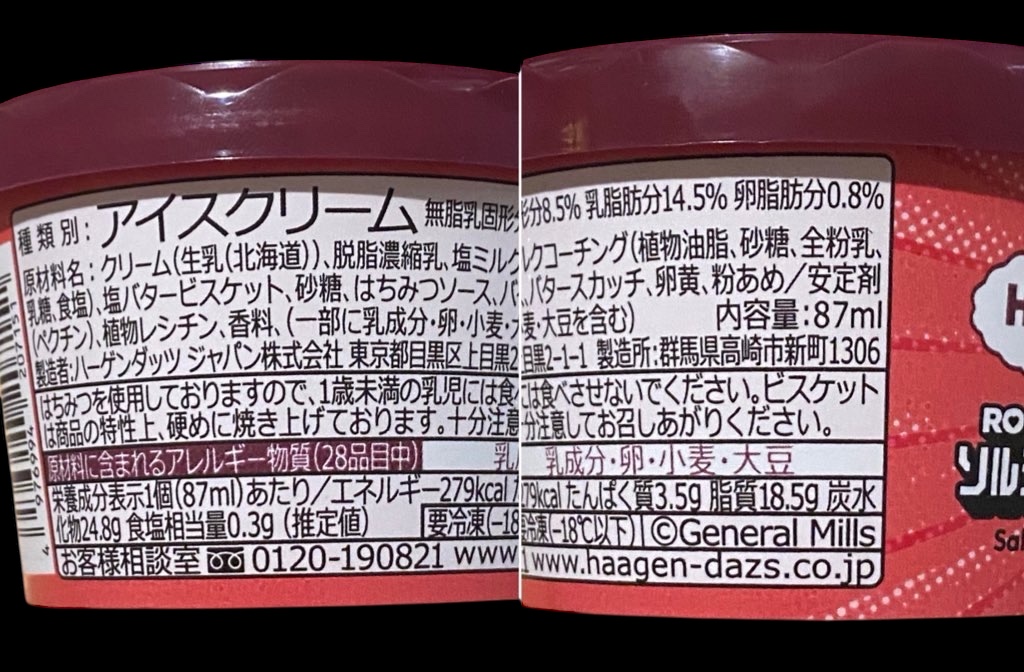 種類別：アイスクリーム 無脂乳固形分8.5% 乳脂肪分14.5% 卵脂肪分0.8%
原材料名：クリーム（生乳（北海道））、脱脂濃縮乳、塩ミルクコーチング（植物油脂、砂糖、全粉乳、
乳糖、食塩）、塩バタービスケット、砂糖、はちみつソース、バタースカッチ、卵黄、粉あめ／安定剤
（ペクチン）、植物レシチン、香料、（一部に乳成分・卵・小麦・大豆を含む） 内容量：87ml
製造者：ハーゲンダッツ ジャパン株式会社 東京都目黒区上目黒2-1-1 製造所：群馬県高崎市新町1306
はちみつを使用しておりますので、1歳未満の乳児には食べさせないでください。ビスケット
は商品の特性上、硬めに焼き上げております。十分注意してお召しあがりください。
原材料に含まれるアレルギー物質（28品目中） 乳成分・卵・小麦・大豆
栄養成分表示1個（87ml）あたり／エネルギー279kcal たんぱく質3.5g 脂質18.5g 炭水
化物24.8g 食塩相当量0.3g（推定値） 要冷凍（-18℃以下） ©General Mills
お客様相談室 0120-190821 www.haagen-dazs.co.jp
H
RO
ソル
Sal